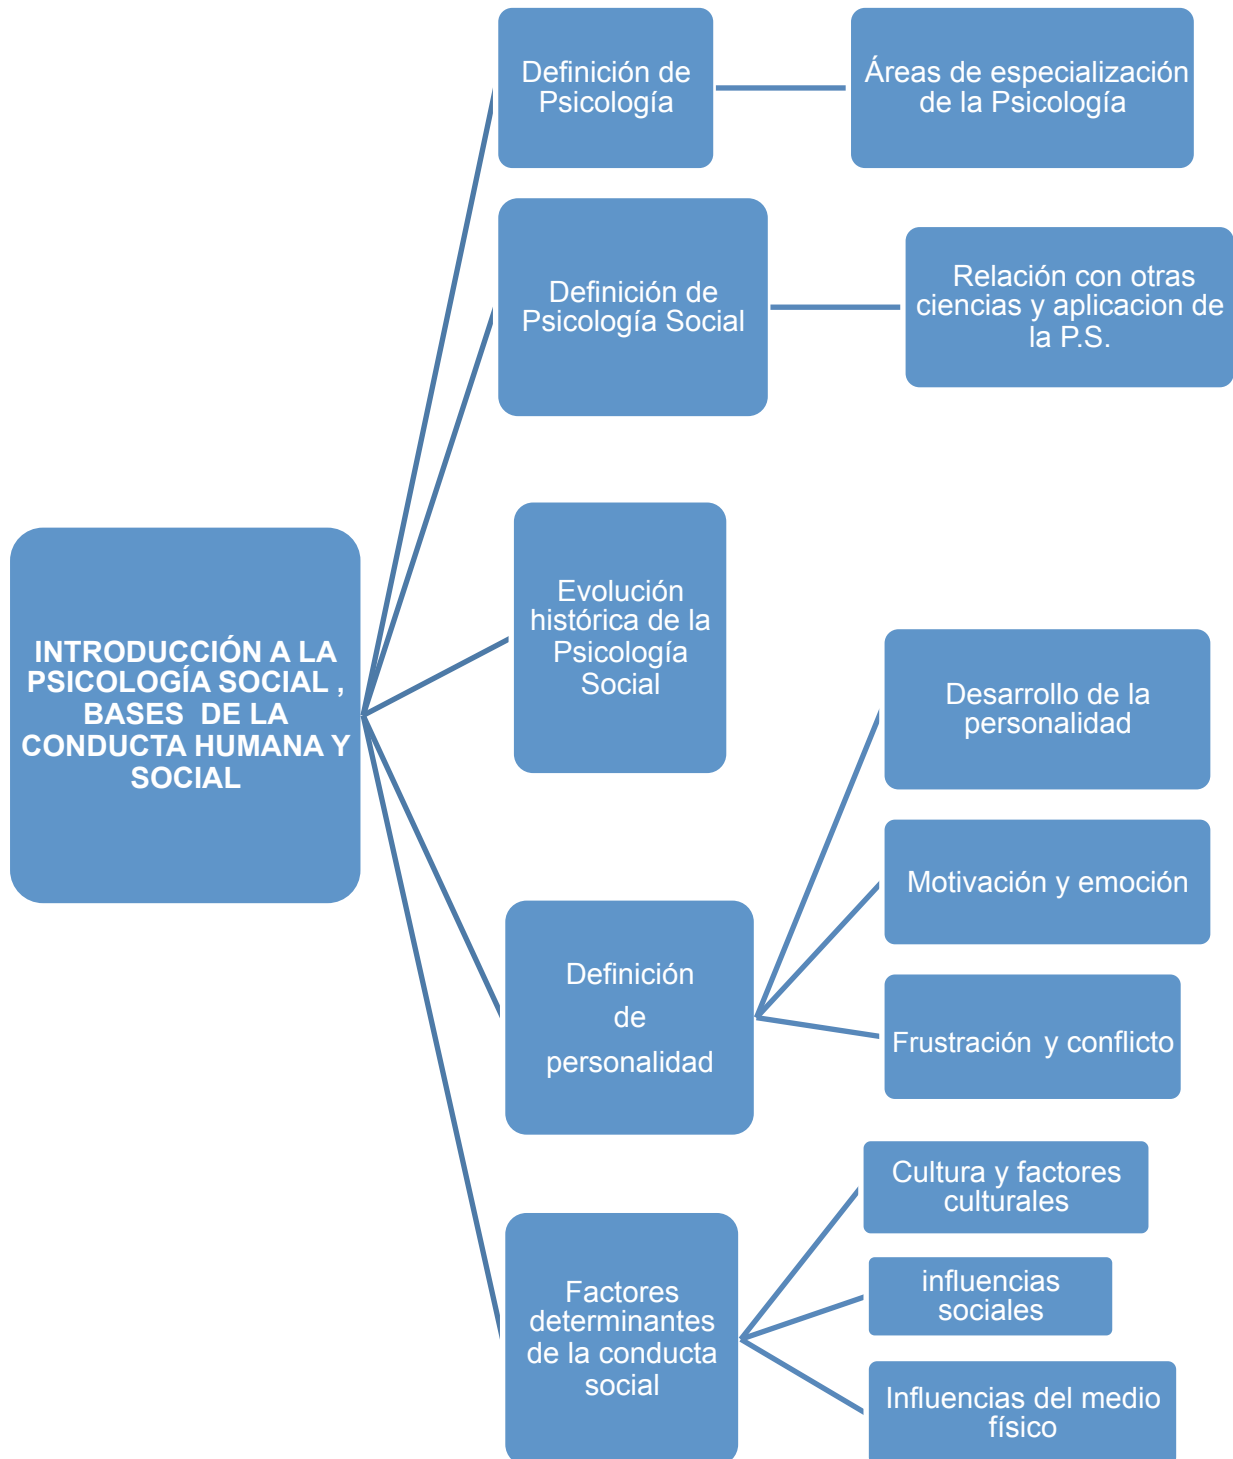 Definición de
Psicología
Áreas de especialización
de la Psicología
Definición de
Psicología Social
Relación con otras
ciencias y aplicacion de
la P.S.
INTRODUCCIÓN A LA
PSICOLOGÍA SOCIAL ,
BASES DE LA
CONDUCTA HUMANA Y
SOCIAL
Evolución
histórica de la
Psicología
Social
Definición
de
personalidad
Desarrollo de la
personalidad
Motivación y emoción
Frustración y conflicto
Factores
determinantes
de la conducta
social
Cultura y factores
culturales
influencias
sociales
Influencias del medio
físico